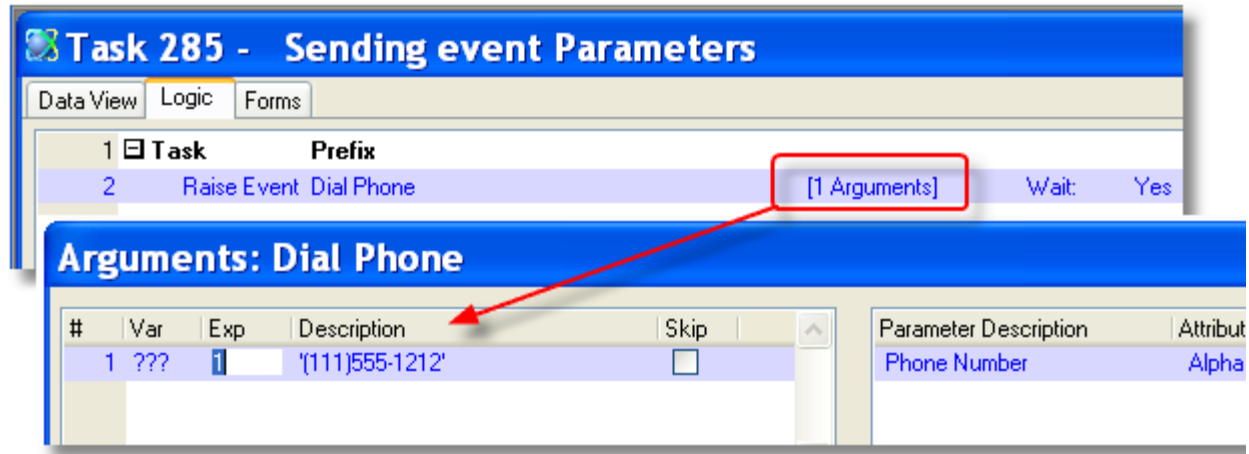 Task 285 - Sending event Parameters
Data View Logic Forms
1 Task Prefix
2 Raise Event Dial Phone [1 Arguments] Wait: Yes
Arguments: Dial Phone
# Var Exp Description Skip Parameter Description Attribut
1 ??? 1 '(111)555-1212' Phone Number Alpha